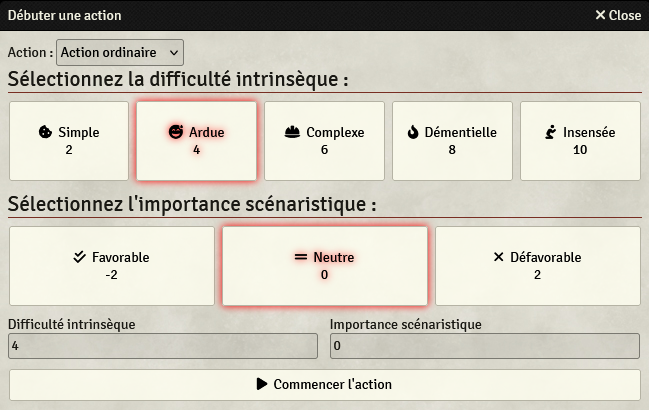 Débuter une action
Close
Action : Action ordinaire
Sélectionnez la difficulté intrinsèque :
Simple
2
Ardue
4
Complexe
6
Démentielle
8
Insensée
10
Sélectionnez l'importance scénaristique :
Favorable
-2
Neutre
0
Défavorable
2
Difficulté intrinsèque
4
Importance scénaristique
0
Commencer l'action